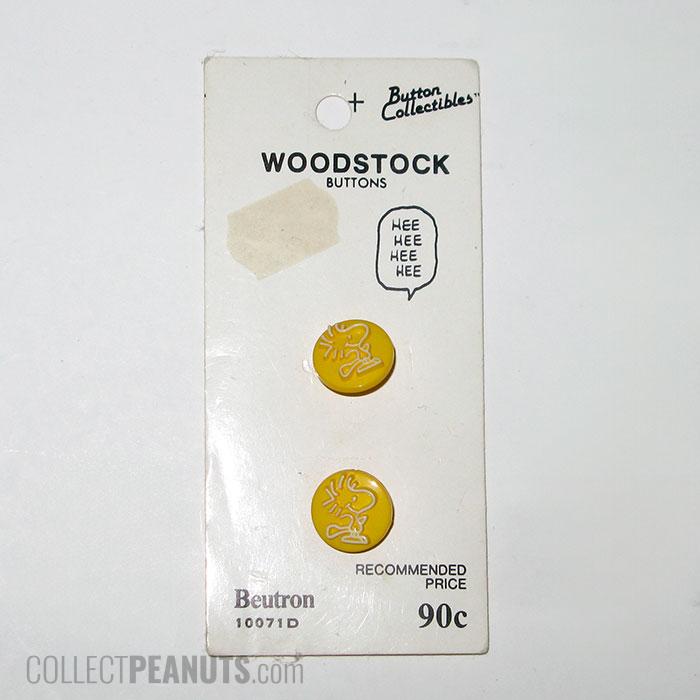 + Button
Collectibles™
WOODSTOCK
BUTTONS
HEE
HEE
HEE
HEE
RECOMMENDED
PRICE
Beutron
90c
10071D
COLLECTPEANUTS.com